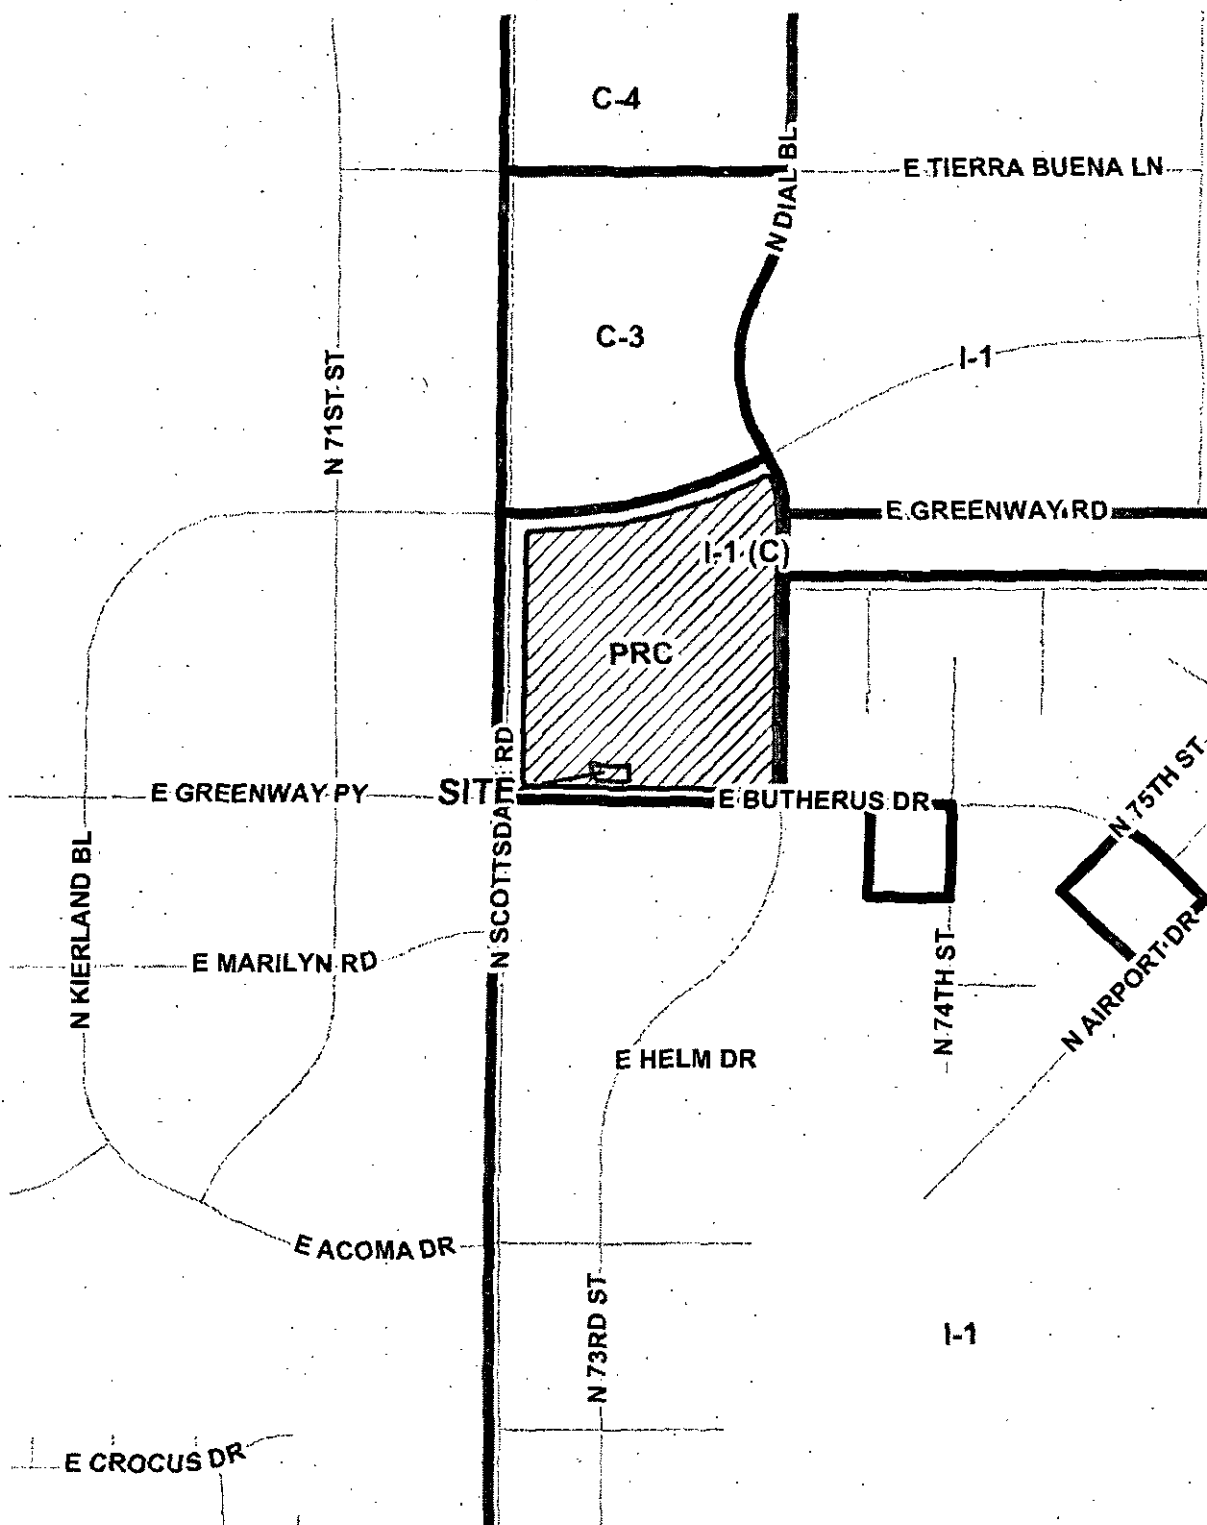 C-4
N DIAL BL
E TIERRA BUENA LN
C-3
I-1
N 71ST ST
E GREENWAY RD
I-1 (C)
PRC
E GREENWAY PY
SITE
N SCOTTSDALE RD
E BUTHERUS DR
N 75TH ST
N KIERLAND BL
E MARILYN RD
N 74TH ST
N AIRPORT DR
E HELM DR
E ACOMA DR
N 73RD ST
I-1
E CROCUS DR